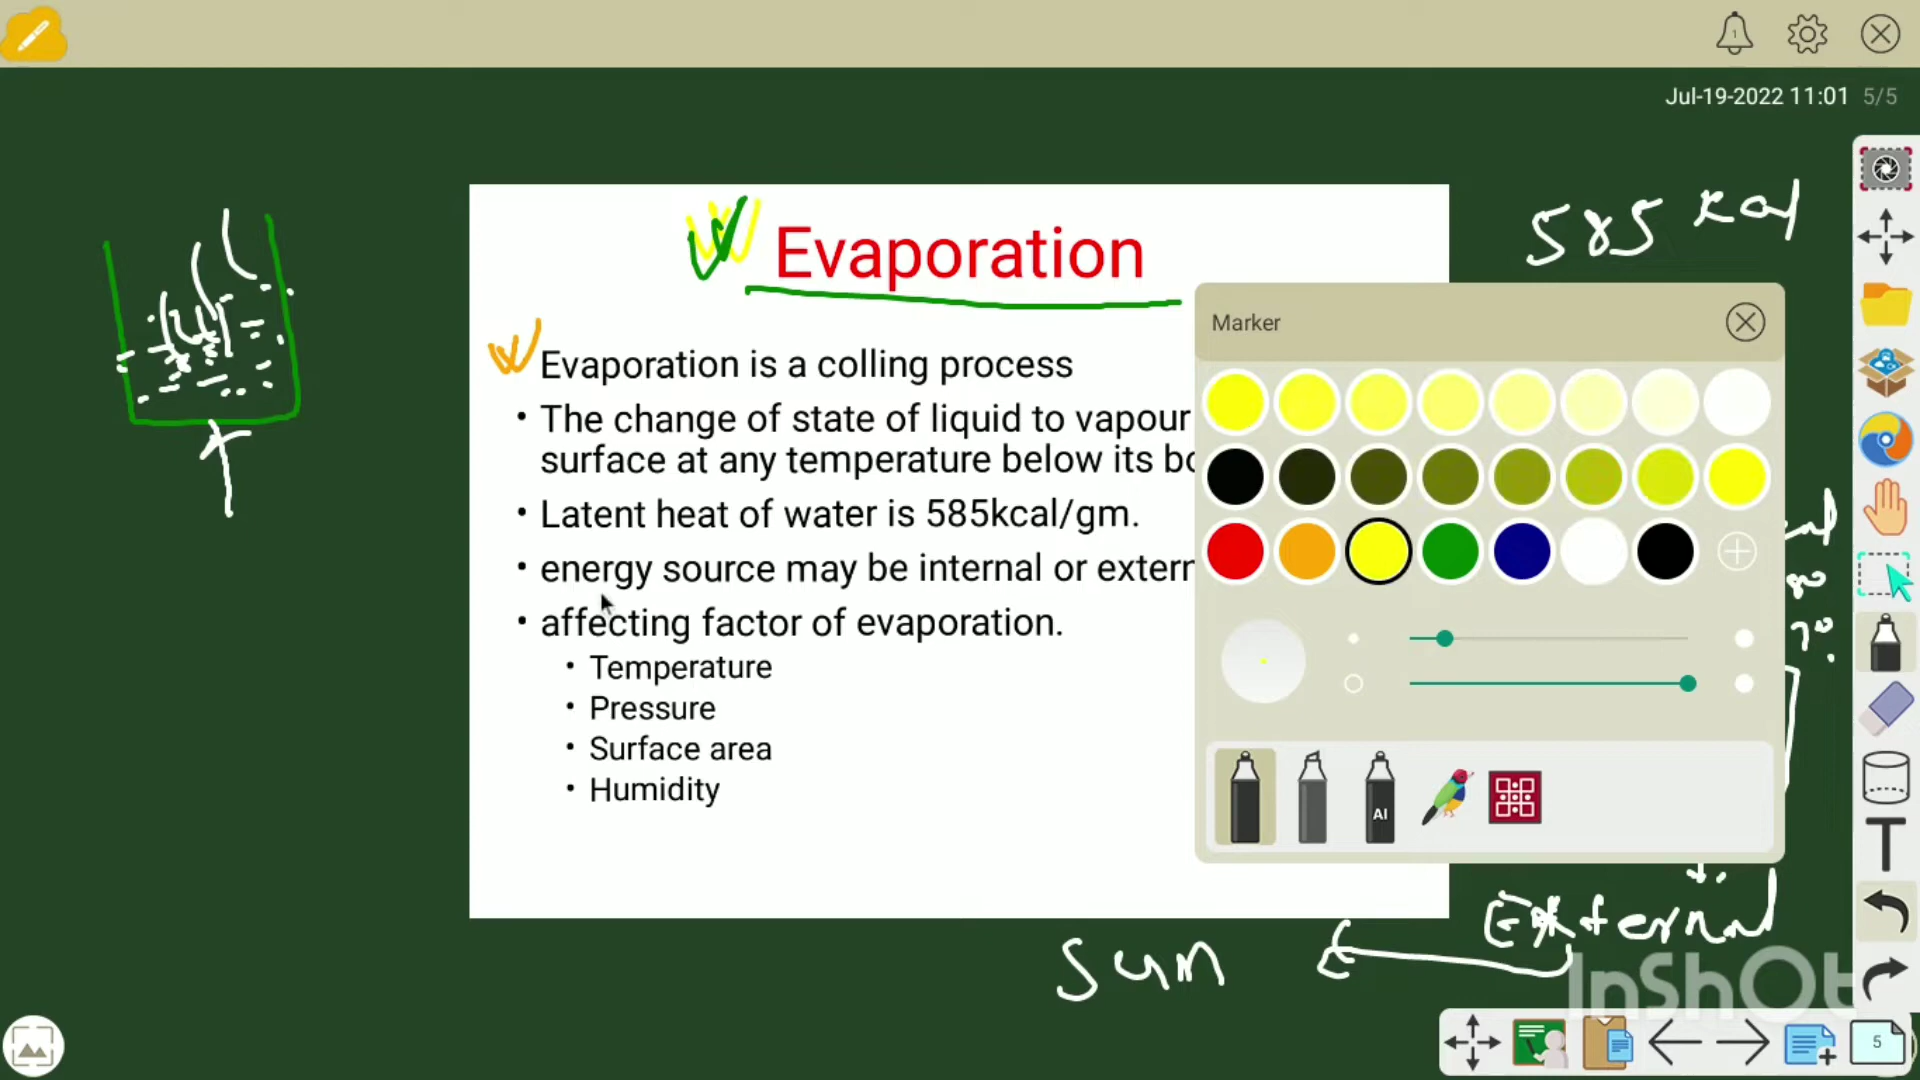 Jul-19-2022 11:01 5/5
585 kcal
Evaporation
Marker
Evaporation is a colling process
• The change of state of liquid to vapour
surface at any temperature below its bo
• Latent heat of water is 585kcal/gm.
• energy source may be internal or extern
• affecting factor of evaporation.
• Temperature
• Pressure
• Surface area
• Humidity
AI
T
External
Sun
InShOt
5